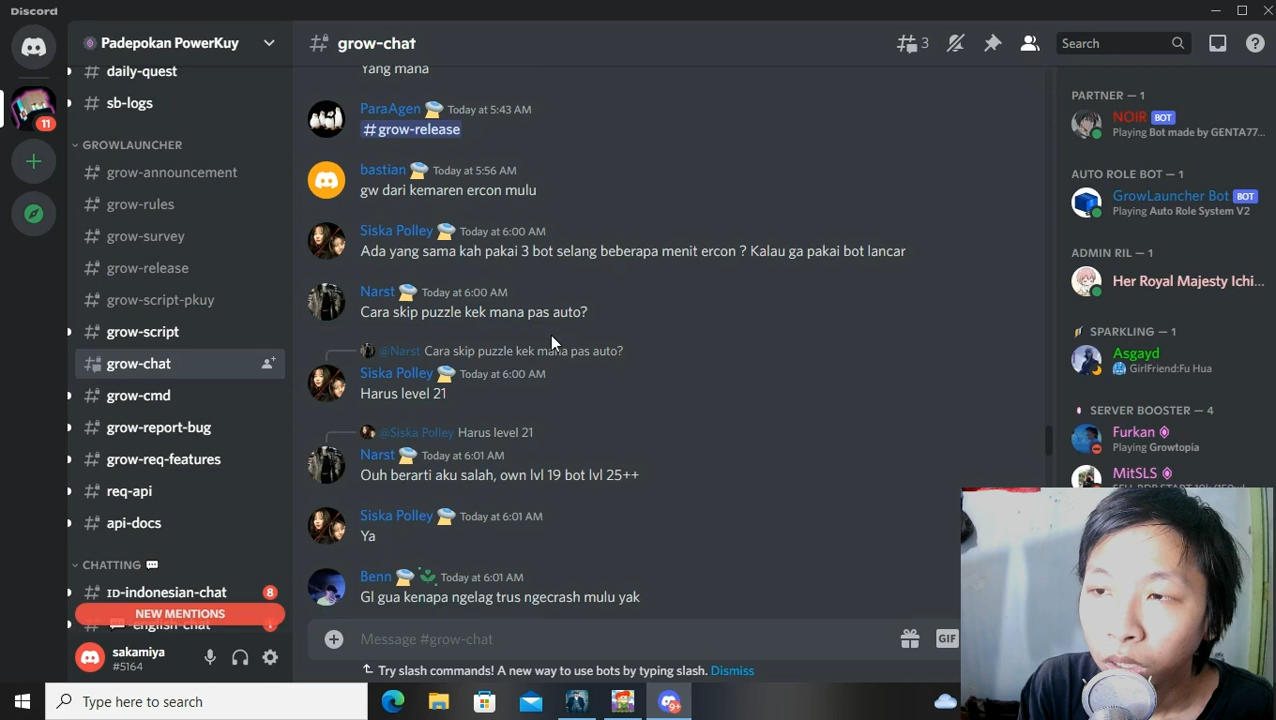 Discord
Padepokan PowerKuy
daily-quest
sb-logs
GROWLAUNCHER
grow-announcement
grow-rules
grow-survey
grow-release
grow-script-pkuy
grow-script
grow-chat
grow-cmd
grow-report-bug
grow-req-features
req-api
api-docs
CHATTING
ɪᴅ-indonesian-chat 8
NEW MENTIONS
english-chat
sakamiya
#5164
11
grow-chat
3
Search
Yang mana
ParaAgen Today at 5:43 AM
#grow-release
bastian Today at 5:56 AM
gw dari kemaren ercon mulu
Siska Polley Today at 6:00 AM
Ada yang sama kah pakai 3 bot selang beberapa menit ercon ? Kalau ga pakai bot lancar
Narst Today at 6:00 AM
Cara skip puzzle kek mana pas auto?
@Narst Cara skip puzzle kek mana pas auto?
Siska Polley Today at 6:00 AM
Harus level 21
@Siska Polley Harus level 21
Narst Today at 6:01 AM
Ouh berarti aku salah, own lvl 19 bot lvl 25++
Siska Polley Today at 6:01 AM
Ya
Benn Today at 6:01 AM
Gl gua kenapa ngelag trus ngecrash mulu yak
Message #grow-chat
GIF
Try slash commands! A new way to use bots by typing slash. Dismiss
PARTNER — 1
NOIR BOT
Playing Bot made by GENTA77...
AUTO ROLE BOT — 1
GrowLauncher Bot BOT
Playing Auto Role System V2
ADMIN RIL — 1
Her Royal Majesty Ichi...
SPARKLING — 1
Asgayd
GirlFriend:Fu Hua
SERVER BOOSTER — 4
Furkan
Playing Growtopia
MitSLS
Type here to search
9+